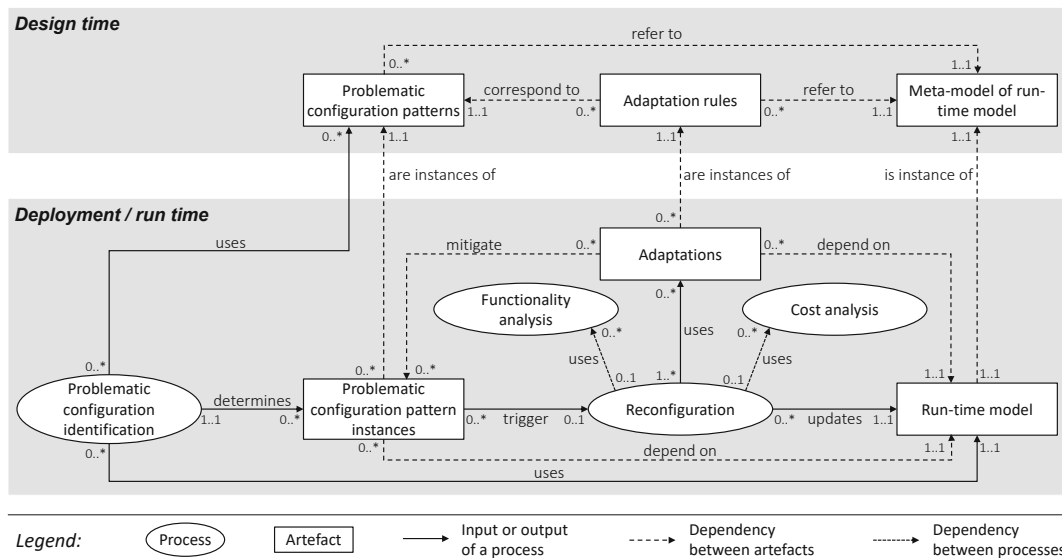 Design time
refer to
0..*
1..1
Problematic
configuration patterns
correspond to
1..1
0..*
Adaptation rules
refer to
0..*
1..1
Meta-model of run-
time model
0..*
1..1
1..1
1..1
are instances of
are instances of
is instance of
Deployment / run time
uses
mitigate
0..*
0..*
Adaptations
0..*
depend on
Functionality
analysis
0..*
Cost analysis
0..*
uses
0..*
uses
uses
0..*
0..*
0..*
0..1
1..*
0..1
1..1
1..1
Problematic
configuration
identification
determines
1..1
0..*
Problematic
configuration pattern
instances
0..*
trigger
0..1
Reconfiguration
0..*
updates
1..1
Run-time model
0..*
0..*
depend on
1..1
1..1
uses
Legend:
Process
Artefact
Input or output
of a process
Dependency
between artefacts
Dependency
between processes